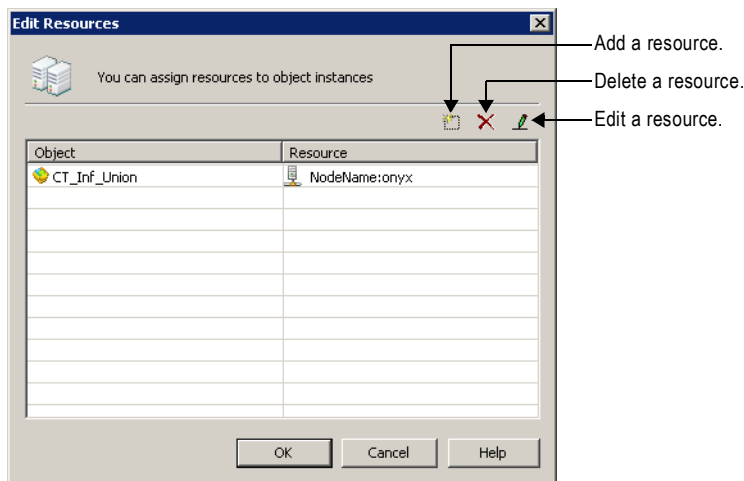 Edit Resources
Add a resource.
You can assign resources to object instances
Delete a resource.
Edit a resource.
Object Resource
CT_Inf_Union NodeName:onyx
OK Cancel Help